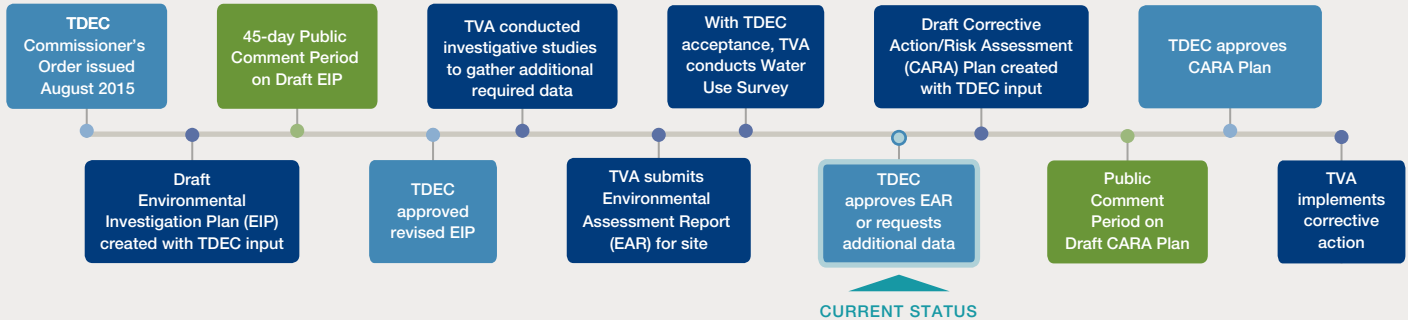 TDEC
Commissioner's
Order issued
August 2015
Draft
Environmental
Investigation Plan (EIP)
created with TDEC input
45-day Public
Comment Period
on Draft EIP
TDEC
approved
revised EIP
TVA conducted
investigative studies
to gather additional
required data
TVA submits
Environmental
Assessment Report
(EAR) for site
With TDEC
acceptance, TVA
conducts Water
Use Survey
TDEC
approves EAR
or requests
additional data
CURRENT STATUS
Draft Corrective
Action/Risk Assessment
(CARA) Plan created
with TDEC input
Public
Comment
Period on
Draft CARA Plan
TDEC approves
CARA Plan
TVA
implements
corrective
action